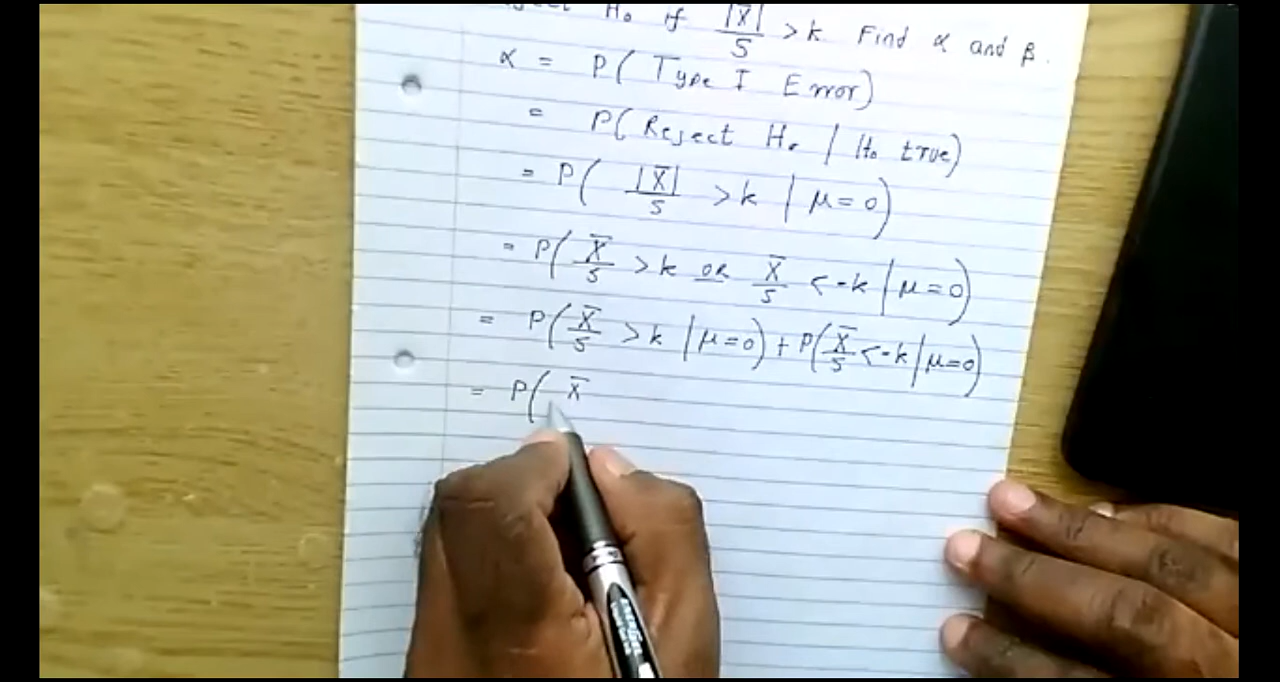 H₀ if |X̄|/5 > k. Find α and β.
α = P( Type I Error)
= P( Reject H₀ | H₀ true)
= P( |X̄|/5 > k | μ=0)
= P( X̄/5 > k OR X̄/5 < -k | μ=0)
= P( X̄/5 > k | μ=0) + P( X̄/5 < -k | μ=0)
= P( X̄